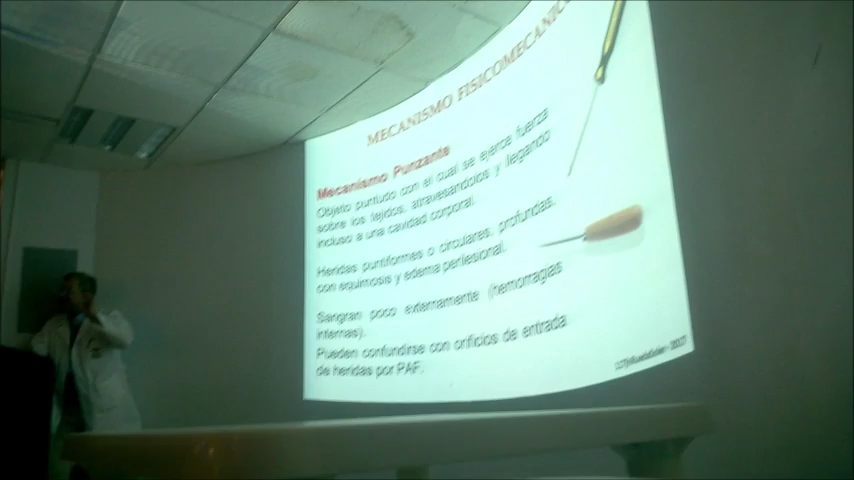 MECANISMO FISICOMECANICO
Mecanismo Punzante
Objeto puntudo con el cual se ejerce fuerza
sobre los tejidos, atravesandolos y llegando
incluso a una cavidad corporal.
Heridas puntiformes o circulares, profundas,
con equimosis y edema perilesional.
Sangran poco externamente (hemorragias
internas).
Pueden confundirse con orificios de entrada
de heridas por PAF.
2017